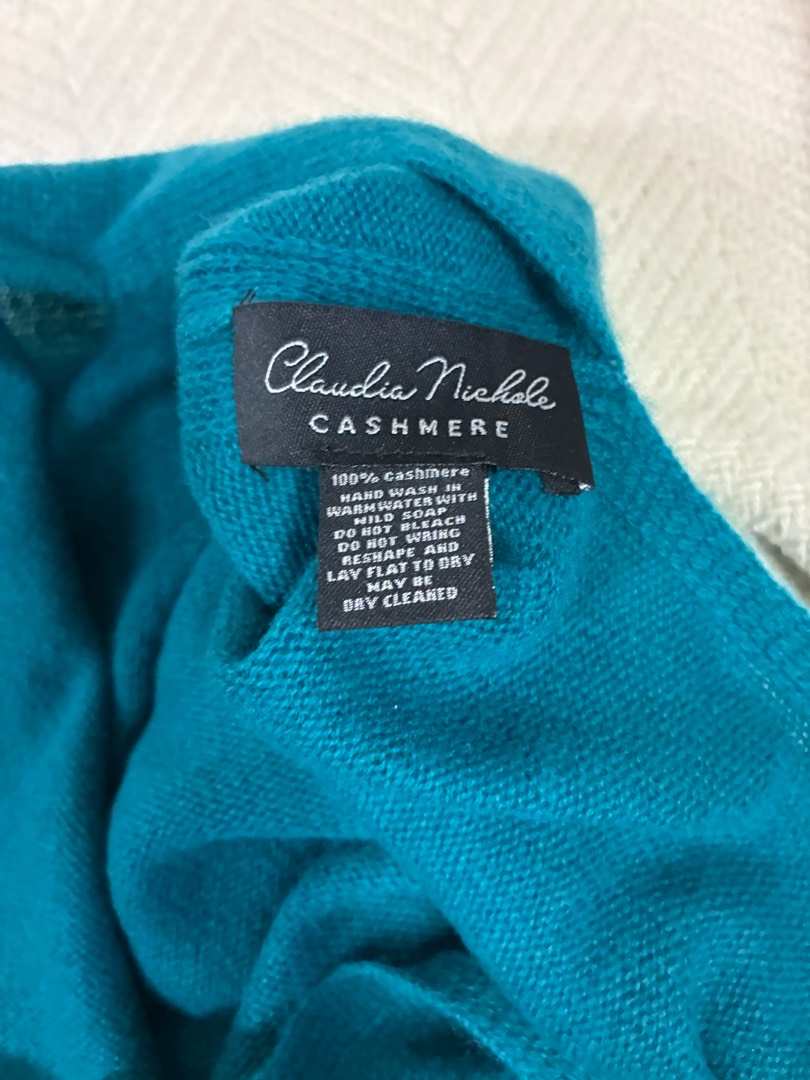 Claudia Nichole
CASHMERE
100% cashmere
HAND WASH IN
WARM WATER WITH
MILD SOAP
DO NOT BLEACH
DO NOT WRING
RESHAPE AND
LAY FLAT TO DRY
MAY BE
DRY CLEANED